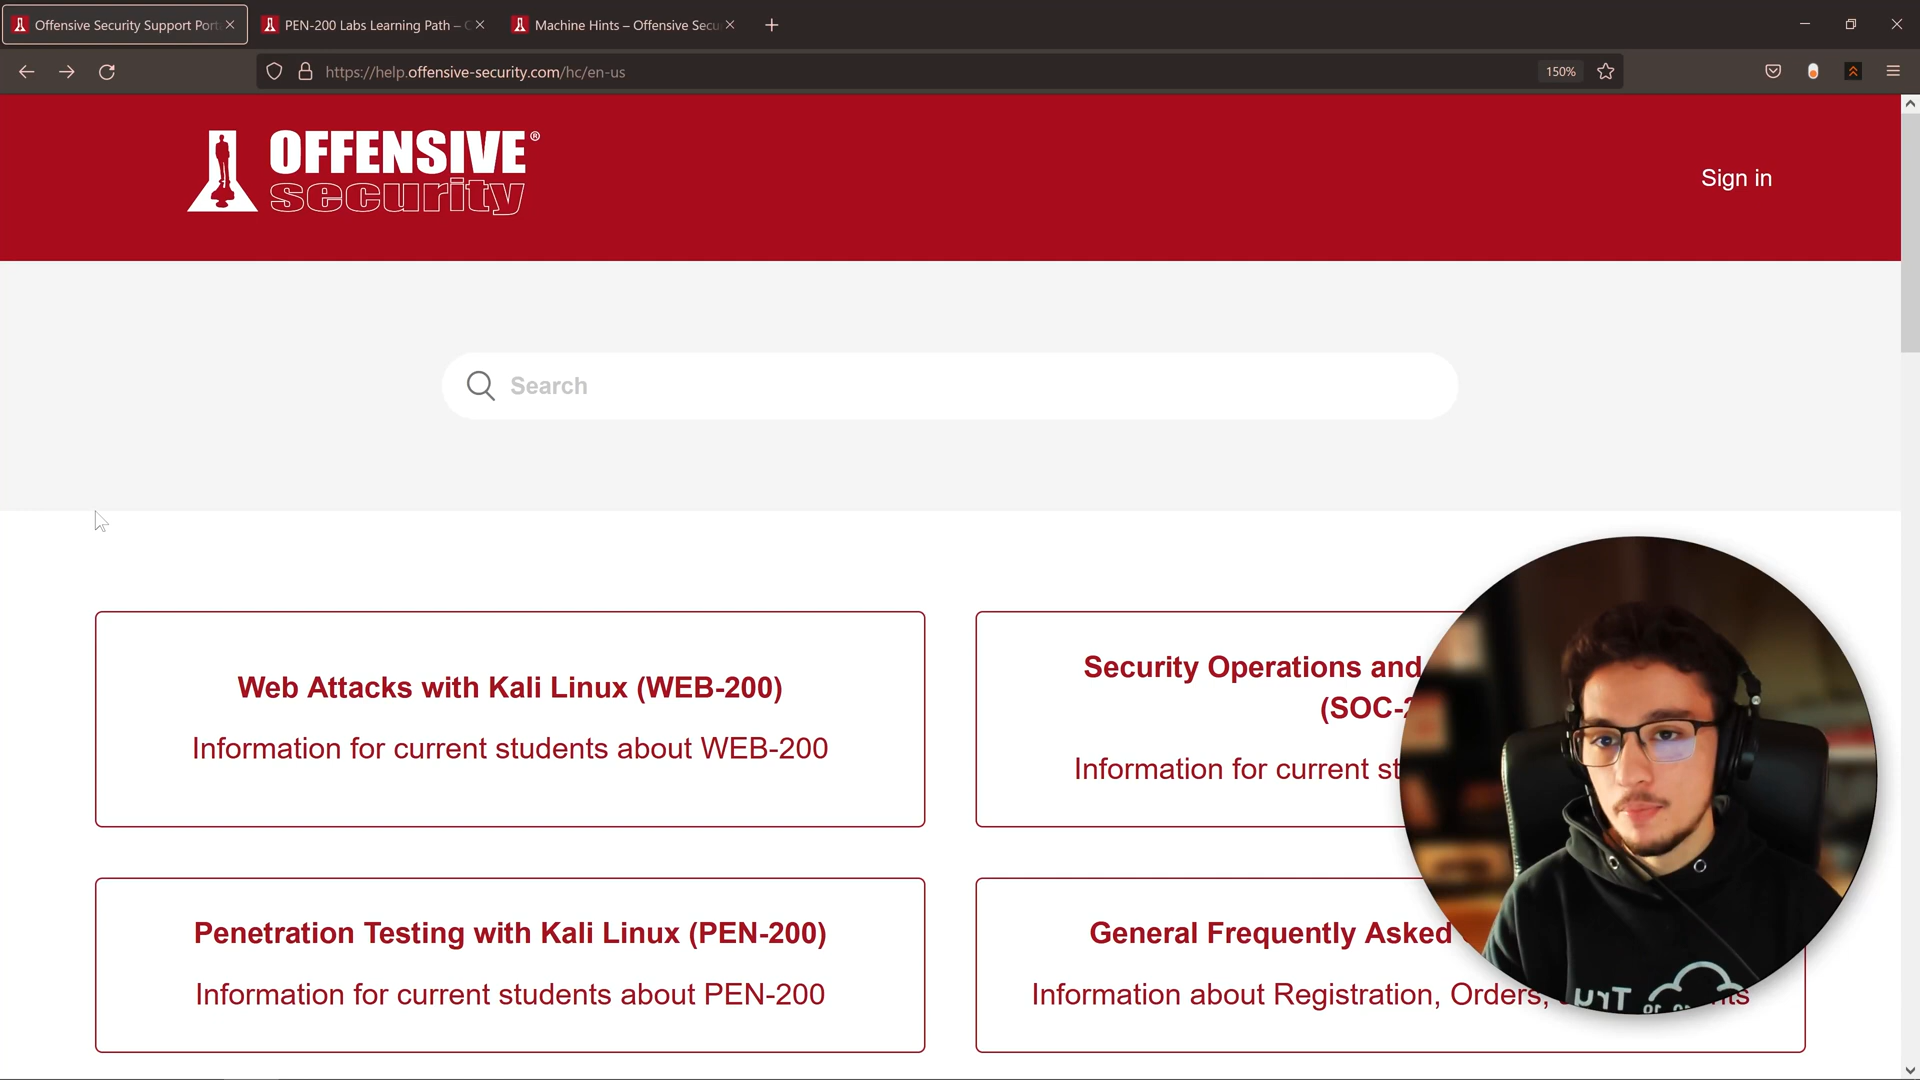 Offensive Security Support Port
PEN-200 Labs Learning Path –
Machine Hints – Offensive Secu
https://help.offensive-security.com/hc/en-us
150%
OFFENSIVE®
security
Sign in
Search
Web Attacks with Kali Linux (WEB-200)
Information for current students about WEB-200
Security Operations and
(SOC-2
Information for current st
Penetration Testing with Kali Linux (PEN-200)
Information for current students about PEN-200
General Frequently Asked
Information about Registration, Orders,
Tru